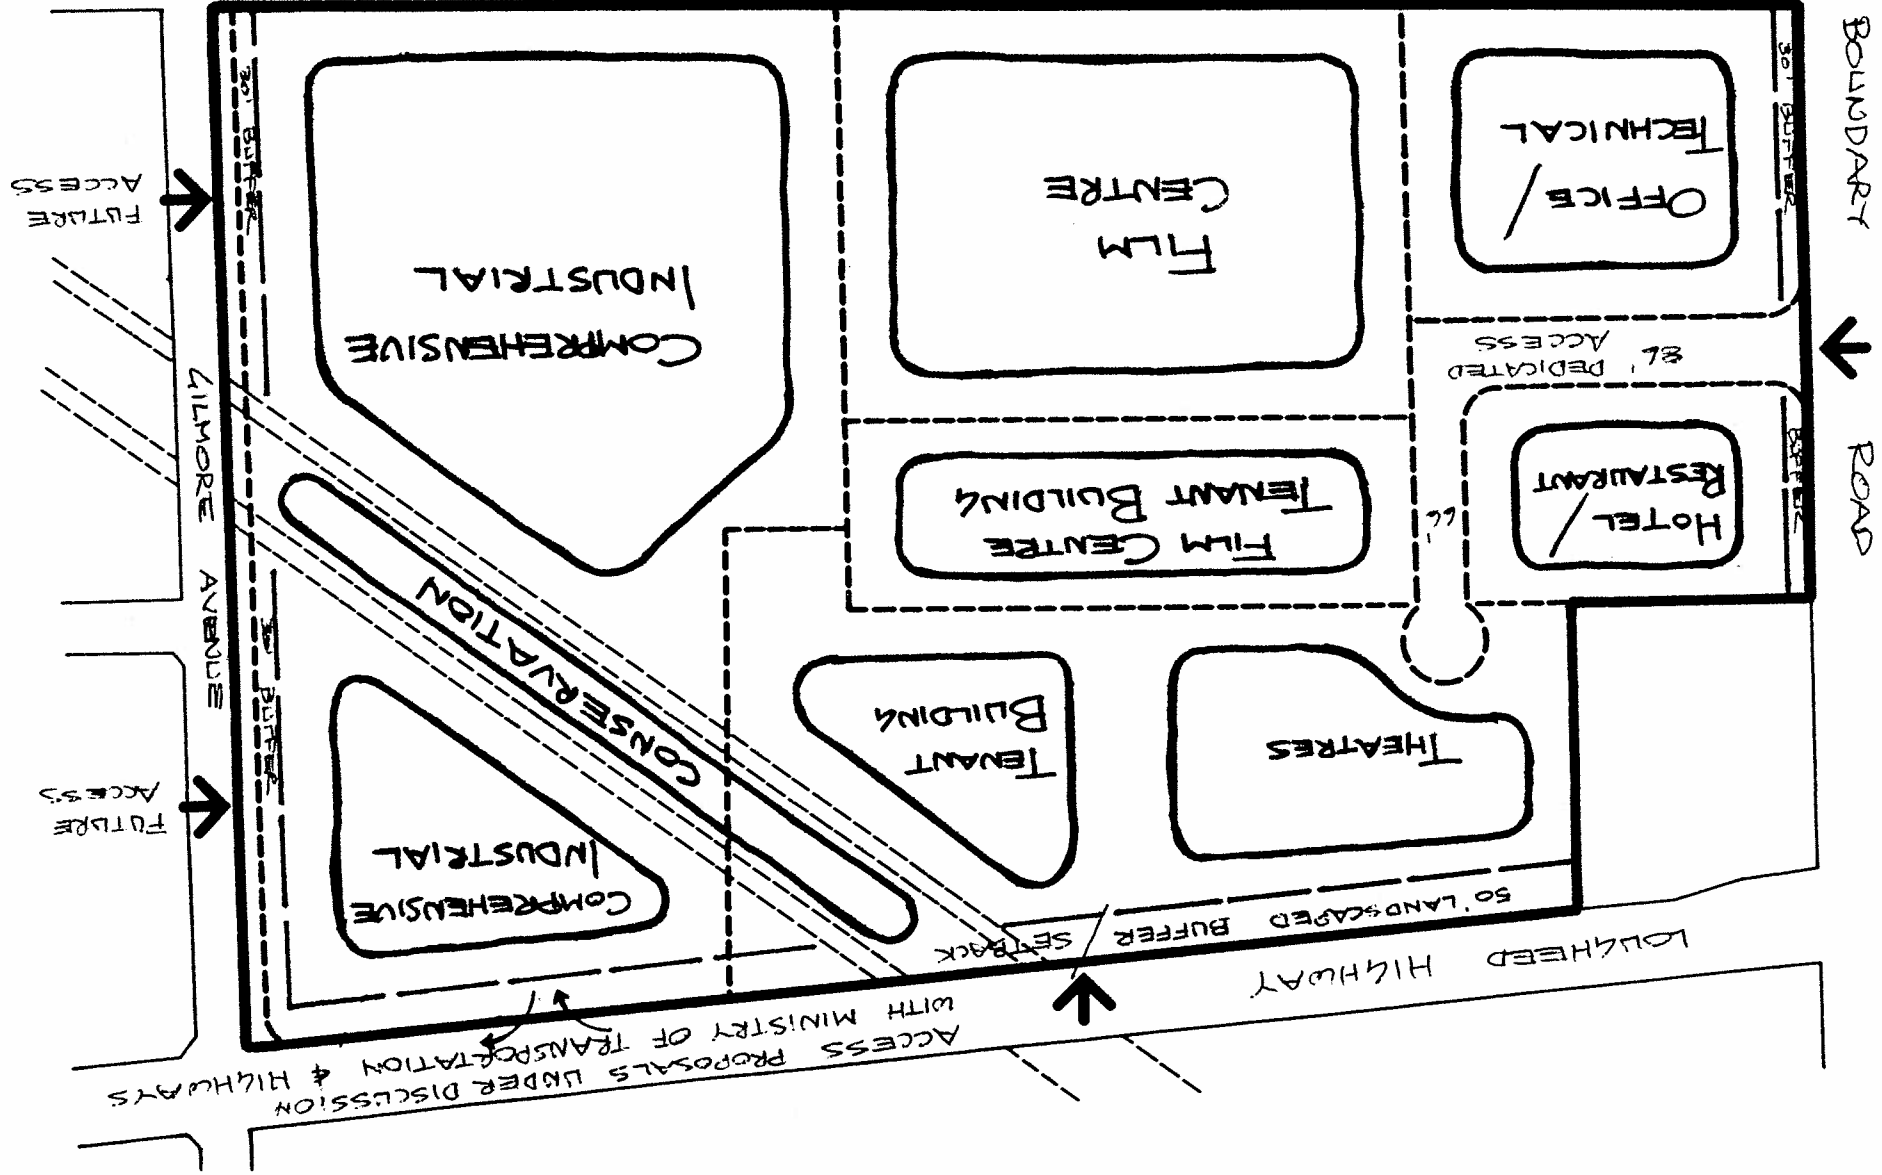 ACCESS PROPOSALS UNDER DISCUSSION
WITH MINISTRY OF TRANSPORTATION & HIGHWAYS
LOUGHEED HIGHWAY
50' LANDSCAPED BUFFER / SETBACK
COMPREHENSIVE
INDUSTRIAL
FUTURE
ACCESS
THEATRES
TENANT
BUILDING
CONSERVATION
30' BUFFER
GILMORE AVENUE
HOTEL /
RESTAURANT
BFFER
66'
FILM CENTRE
TENANT BUILDING
86' DEDICATED
ACCESS
COMPREHENSIVE
INDUSTRIAL
FILM
CENTRE
OFFICE /
TECHNICAL
30' BUFFER
FUTURE
ACCESS
30' BUFFER
BOUNDARY ROAD